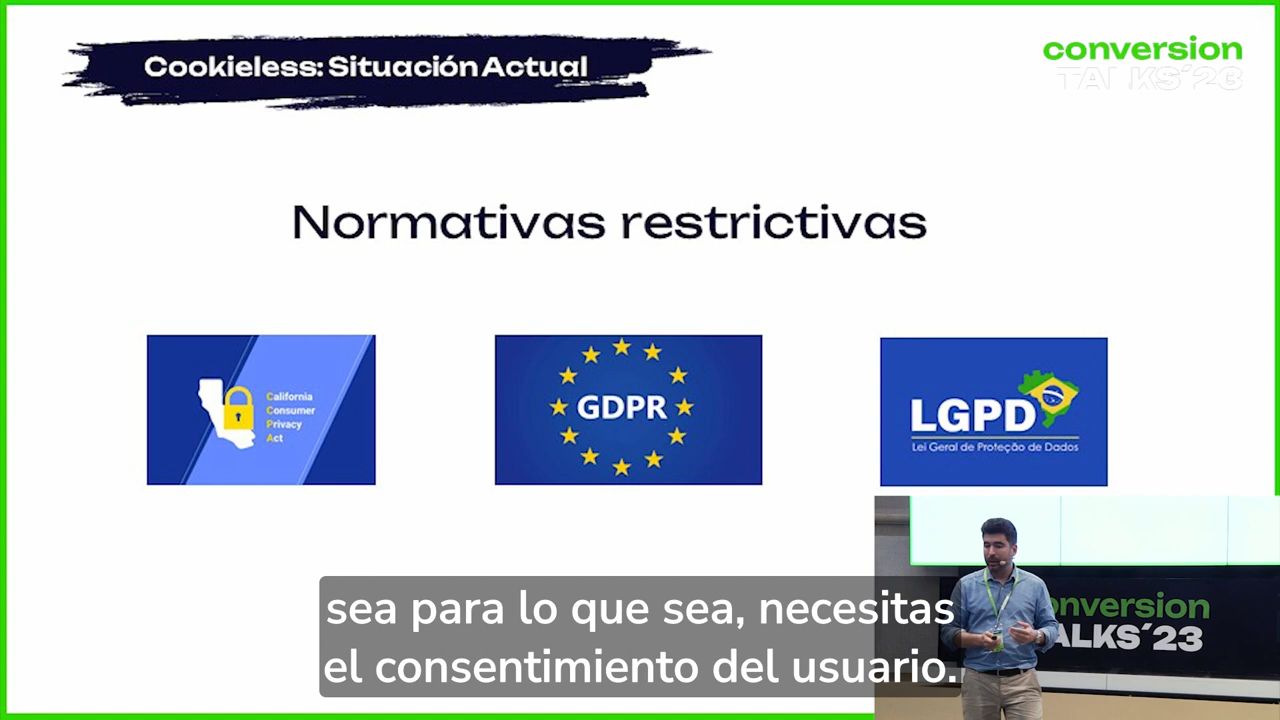 Cookieless: Situación Actual
conversion
TALKS´23
Normativas restrictivas
California
Consumer
Privacy
Act
GDPR
LGPD
Lei Geral de Proteção de Dados
onversion
ALKS´23
sea para lo que sea, necesitas
el consentimiento del usuario.